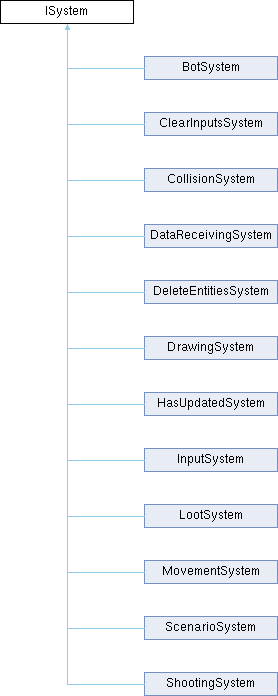 ISystem
BotSystem
ClearInputsSystem
CollisionSystem
DataReceivingSystem
DeleteEntitiesSystem
DrawingSystem
HasUpdatedSystem
InputSystem
LootSystem
MovementSystem
ScenarioSystem
ShootingSystem